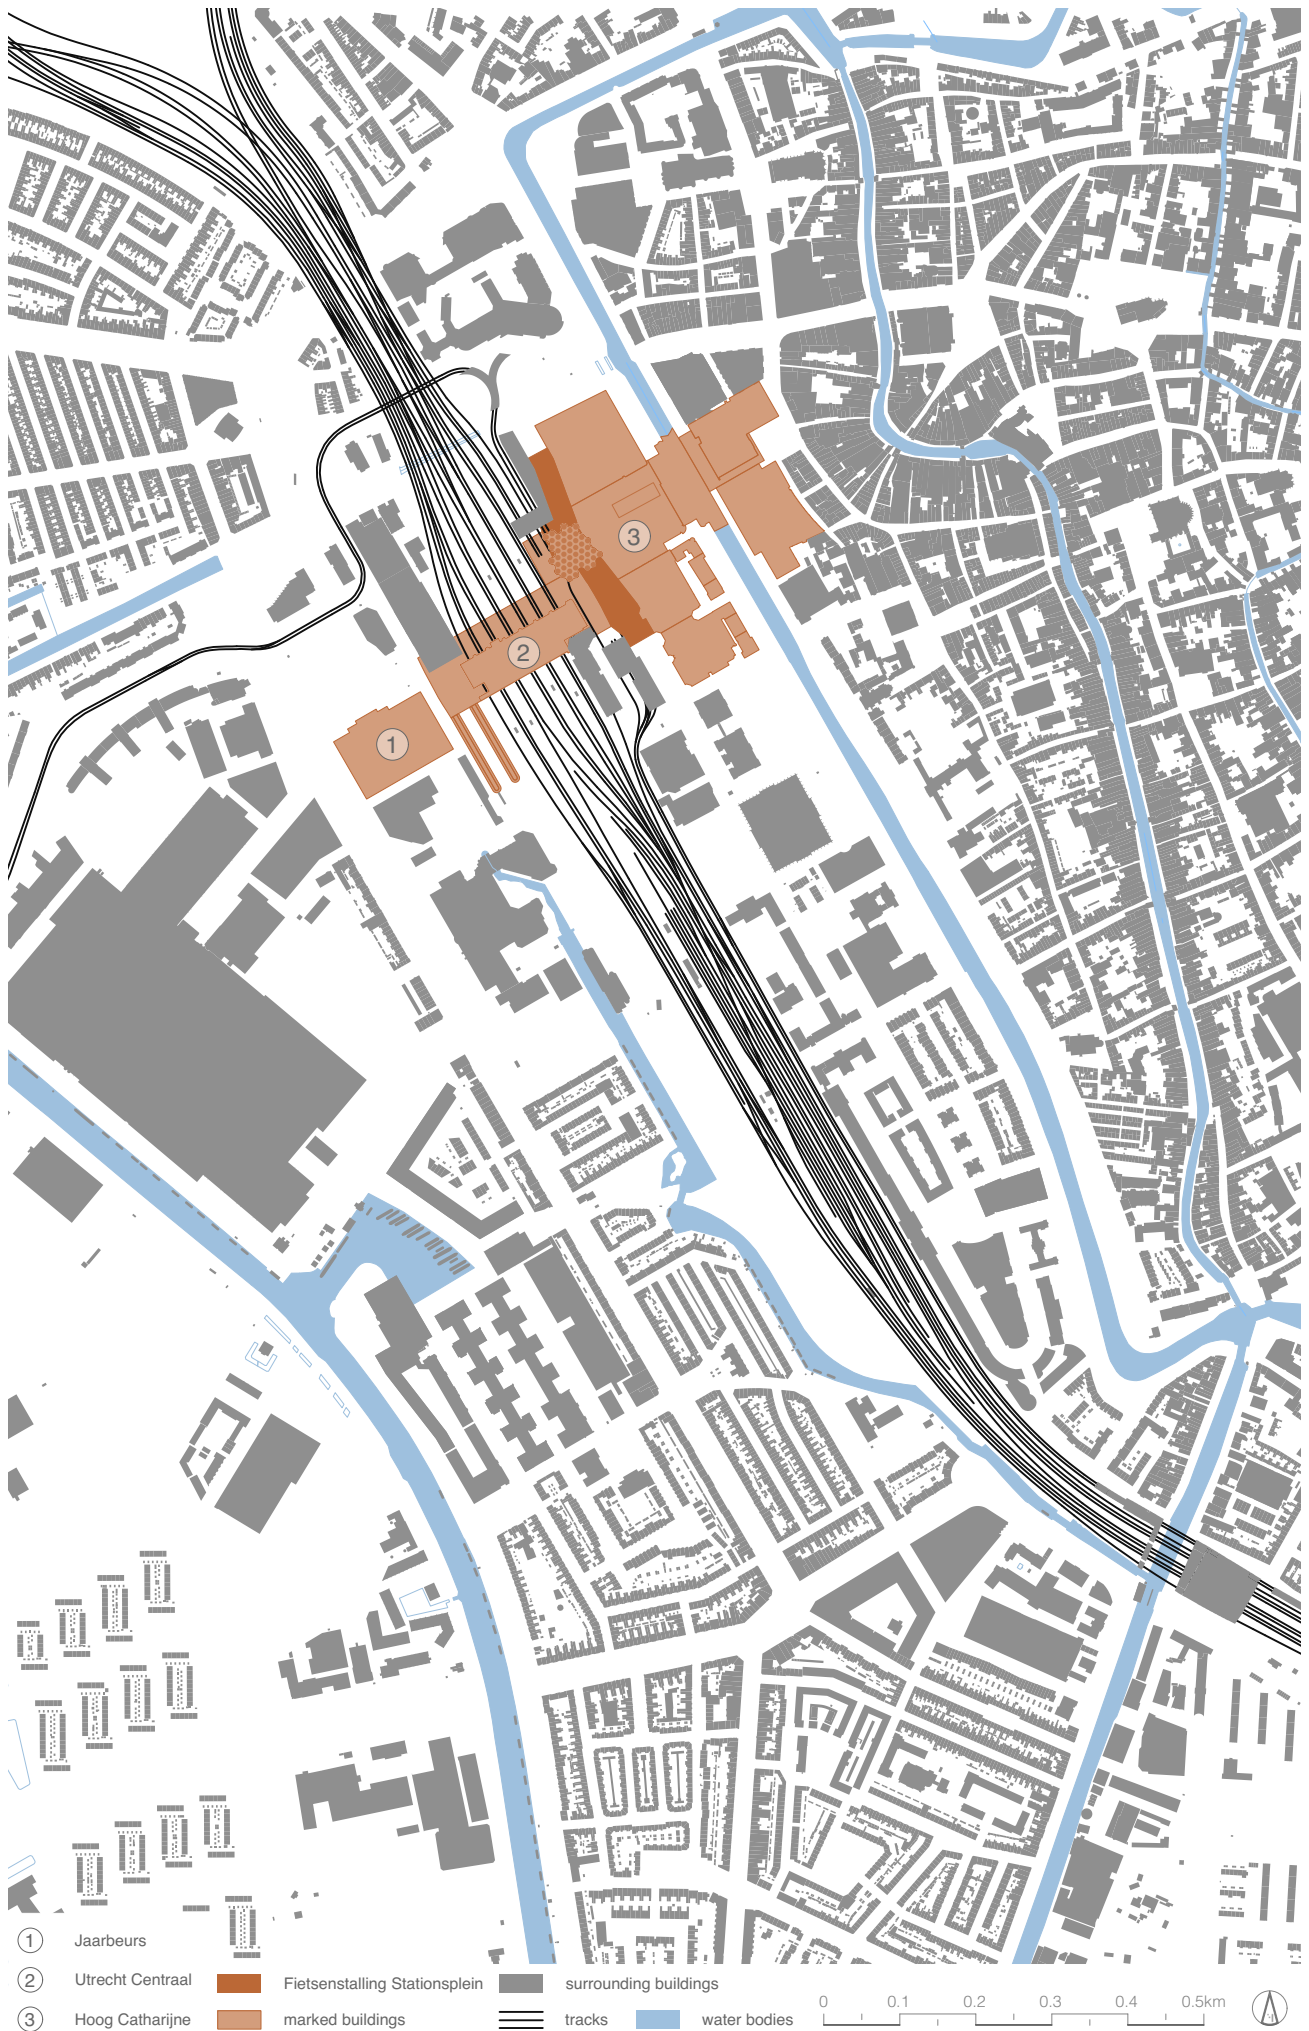 3
2
1
1 Jaarbeurs
2 Utrecht Centraal
3 Hoog Catharijne
Fietsenstalling Stationsplein
marked buildings
surrounding buildings
tracks
water bodies
0 0.1 0.2 0.3 0.4 0.5km